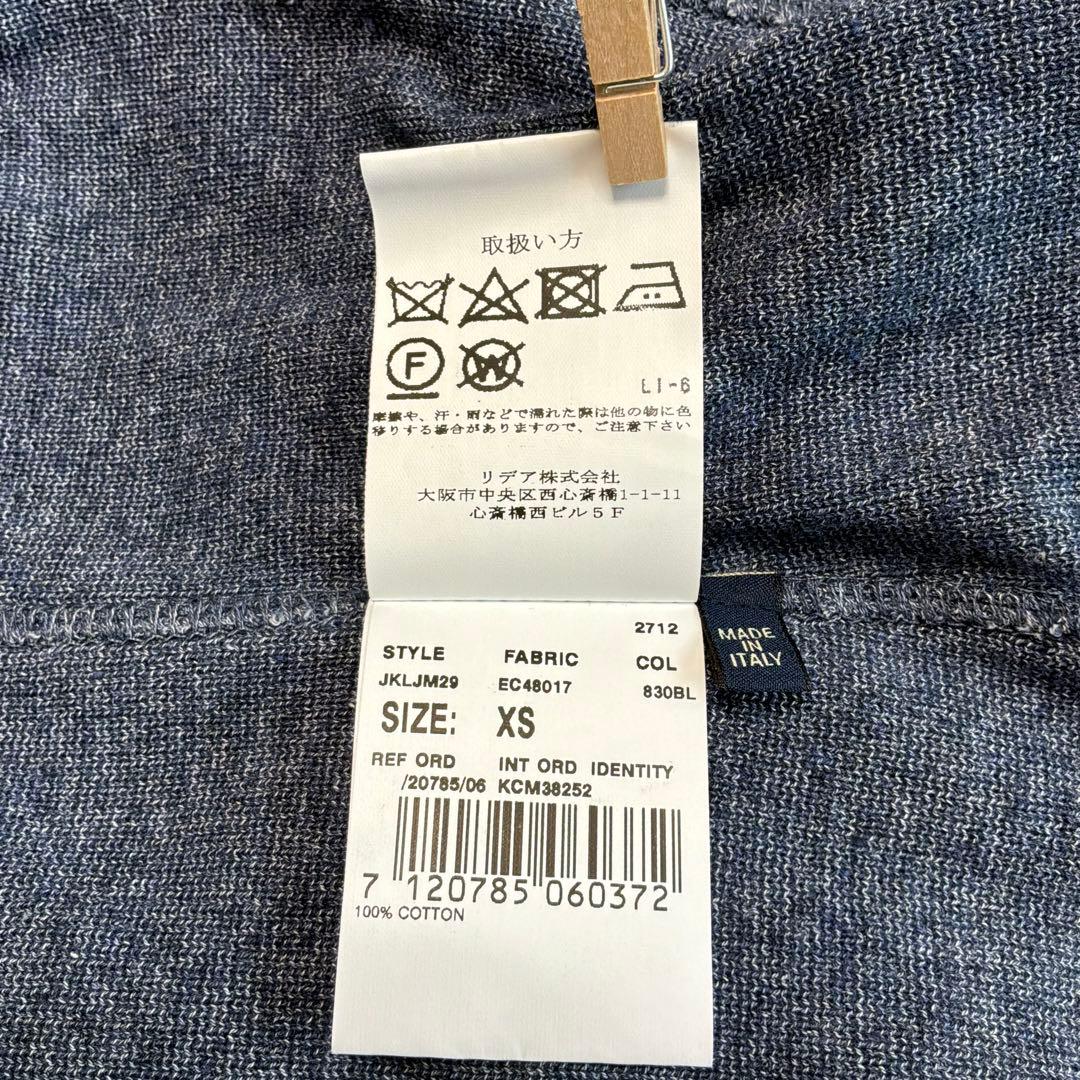 取扱い方
F W
LI-6
摩擦や、汗・雨などで濡れた際は他の物に色
移りする場合がありますので、ご注意下さい
リデア株式会社
大阪市中央区西心斎橋1-1-11
心斎橋西ビル5F
2712
STYLE FABRIC COL
JKLJM29 EC48017 830BL
SIZE: XS
REF ORD INT ORD IDENTITY
/20785/06 KCM38252
7 120785 060372
100% COTTON
MADE
IN
ITALY